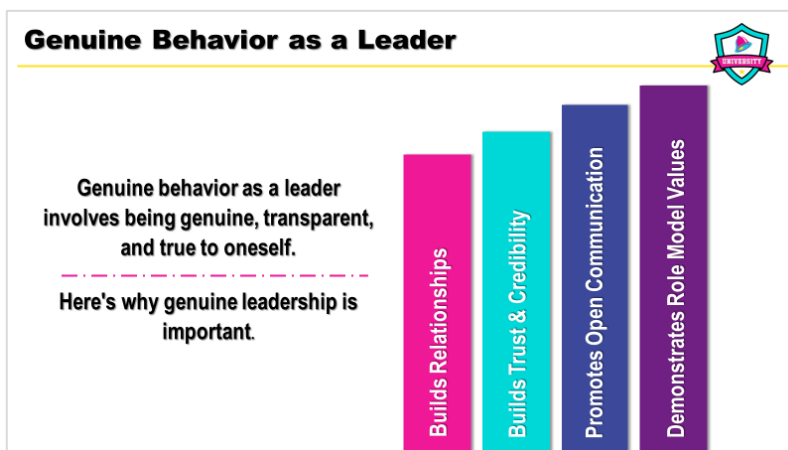 Genuine Behavior as a Leader
UNIVERSITY
Genuine behavior as a leader
involves being genuine, transparent,
and true to oneself.
Here's why genuine leadership is
important.
Builds Relationships
Builds Trust & Credibility
Promotes Open Communication
Demonstrates Role Model Values